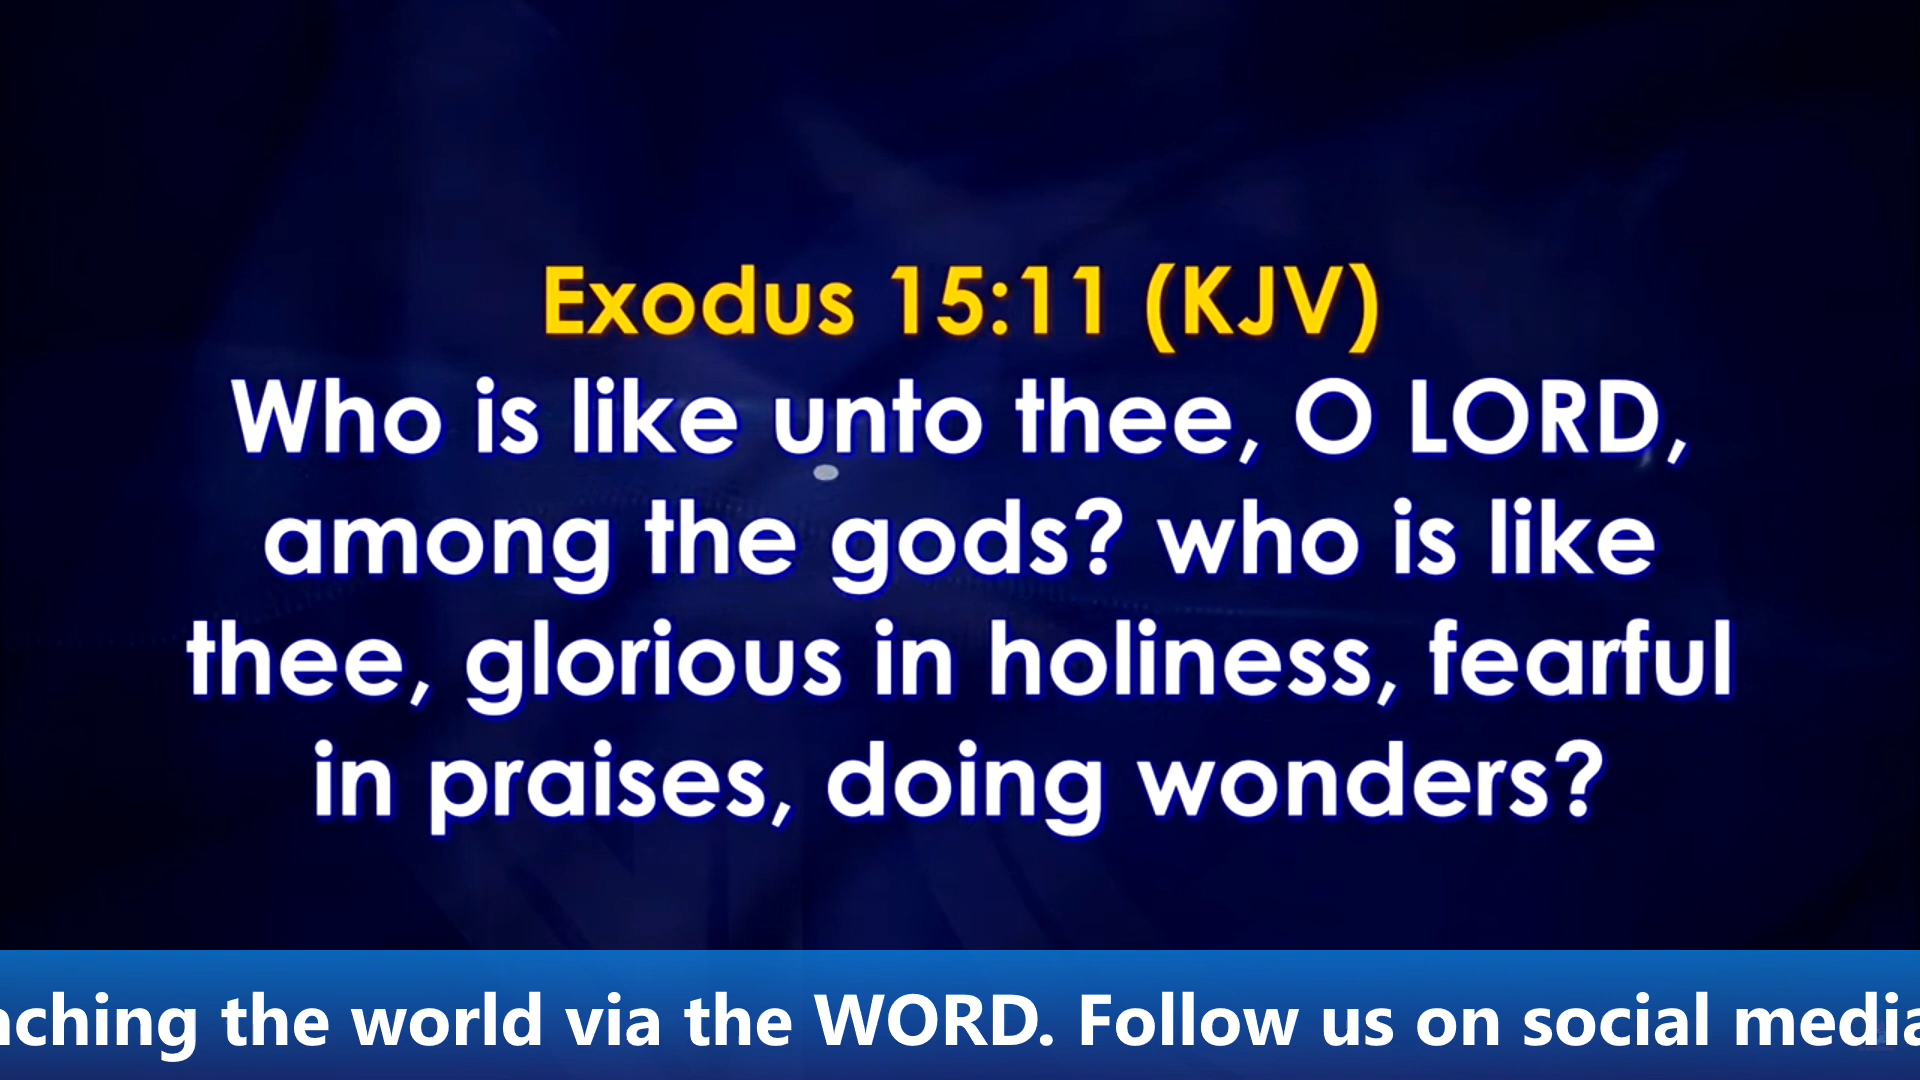 Exodus 15:11 (KJV)
Who is like unto thee, O LORD,
among the gods? who is like
thee, glorious in holiness, fearful
in praises, doing wonders?
the world via the WORD. Follow us on social media